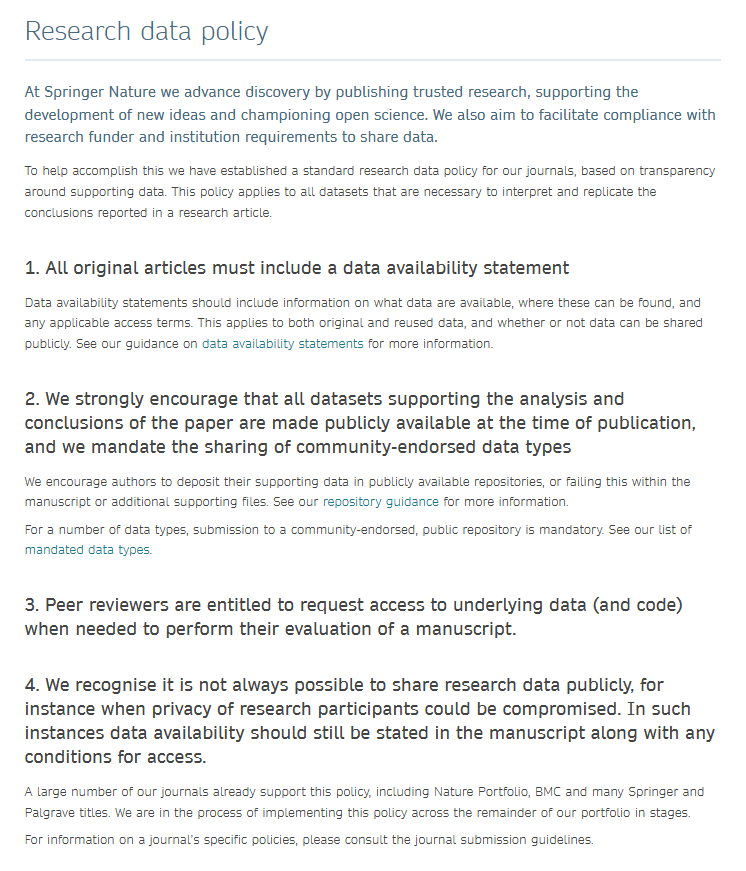 Research data policy
At Springer Nature we advance discovery by publishing trusted research, supporting the
development of new ideas and championing open science. We also aim to facilitate compliance with
research funder and institution requirements to share data.
To help accomplish this we have established a standard research data policy for our journals, based on transparency
around supporting data. This policy applies to all datasets that are necessary to interpret and replicate the
conclusions reported in a research article.
1. All original articles must include a data availability statement
Data availability statements should include information on what data are available, where these can be found, and
any applicable access terms. This applies to both original and reused data, and whether or not data can be shared
publicly. See our guidance on data availability statements for more information.
2. We strongly encourage that all datasets supporting the analysis and
conclusions of the paper are made publicly available at the time of publication,
and we mandate the sharing of community-endorsed data types
We encourage authors to deposit their supporting data in publicly available repositories, or failing this within the
manuscript or additional supporting files. See our repository guidance for more information.
For a number of data types, submission to a community-endorsed, public repository is mandatory. See our list of
mandated data types.
3. Peer reviewers are entitled to request access to underlying data (and code)
when needed to perform their evaluation of a manuscript.
4. We recognise it is not always possible to share research data publicly, for
instance when privacy of research participants could be compromised. In such
instances data availability should still be stated in the manuscript along with any
conditions for access.
A large number of our journals already support this policy, including Nature Portfolio, BMC and many Springer and
Palgrave titles. We are in the process of implementing this policy across the remainder of our portfolio in stages.
For information on a journal's specific policies, please consult the journal submission guidelines.